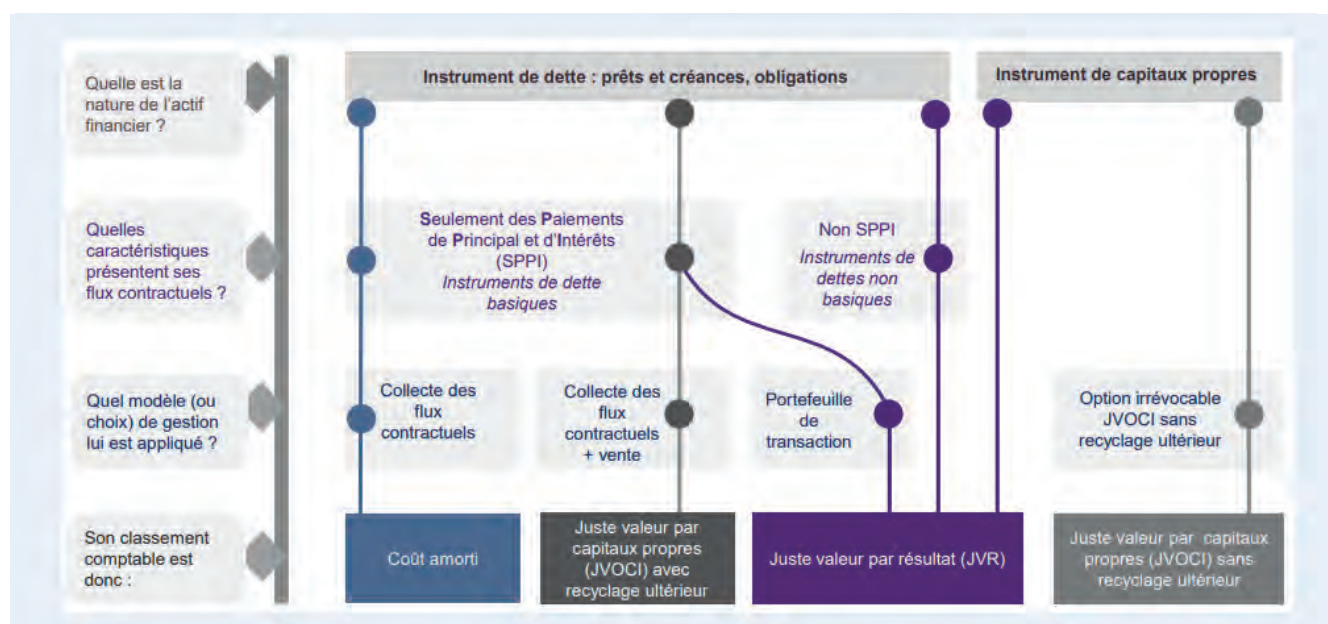 Quelle est la
nature de l'actif
financier ?
Instrument de dette : prêts et créances, obligations
Instrument de capitaux propres
Quelles
caractéristiques
présentent ses
flux contractuels ?
Seulement des Paiements
de Principal et d'Intérêts
(SPPI)
Instruments de dette
basiques
Non SPPI
Instruments de
dettes non
basiques
Quel modèle (ou
choix) de gestion
lui est appliqué ?
Collecte des
flux
contractuels
Collecte des
flux
contractuels
+ vente
Portefeuille
de
transaction
Option irrévocable
JVOCI sans
recyclage ultérieur
Son classement
comptable est
donc :
Coût amorti
Juste valeur par
capitaux propres
(JVOCI) avec
recyclage ultérieur
Juste valeur par résultat (JVR)
Juste valeur par capitaux
propres (JVOCI) sans
recyclage ultérieur